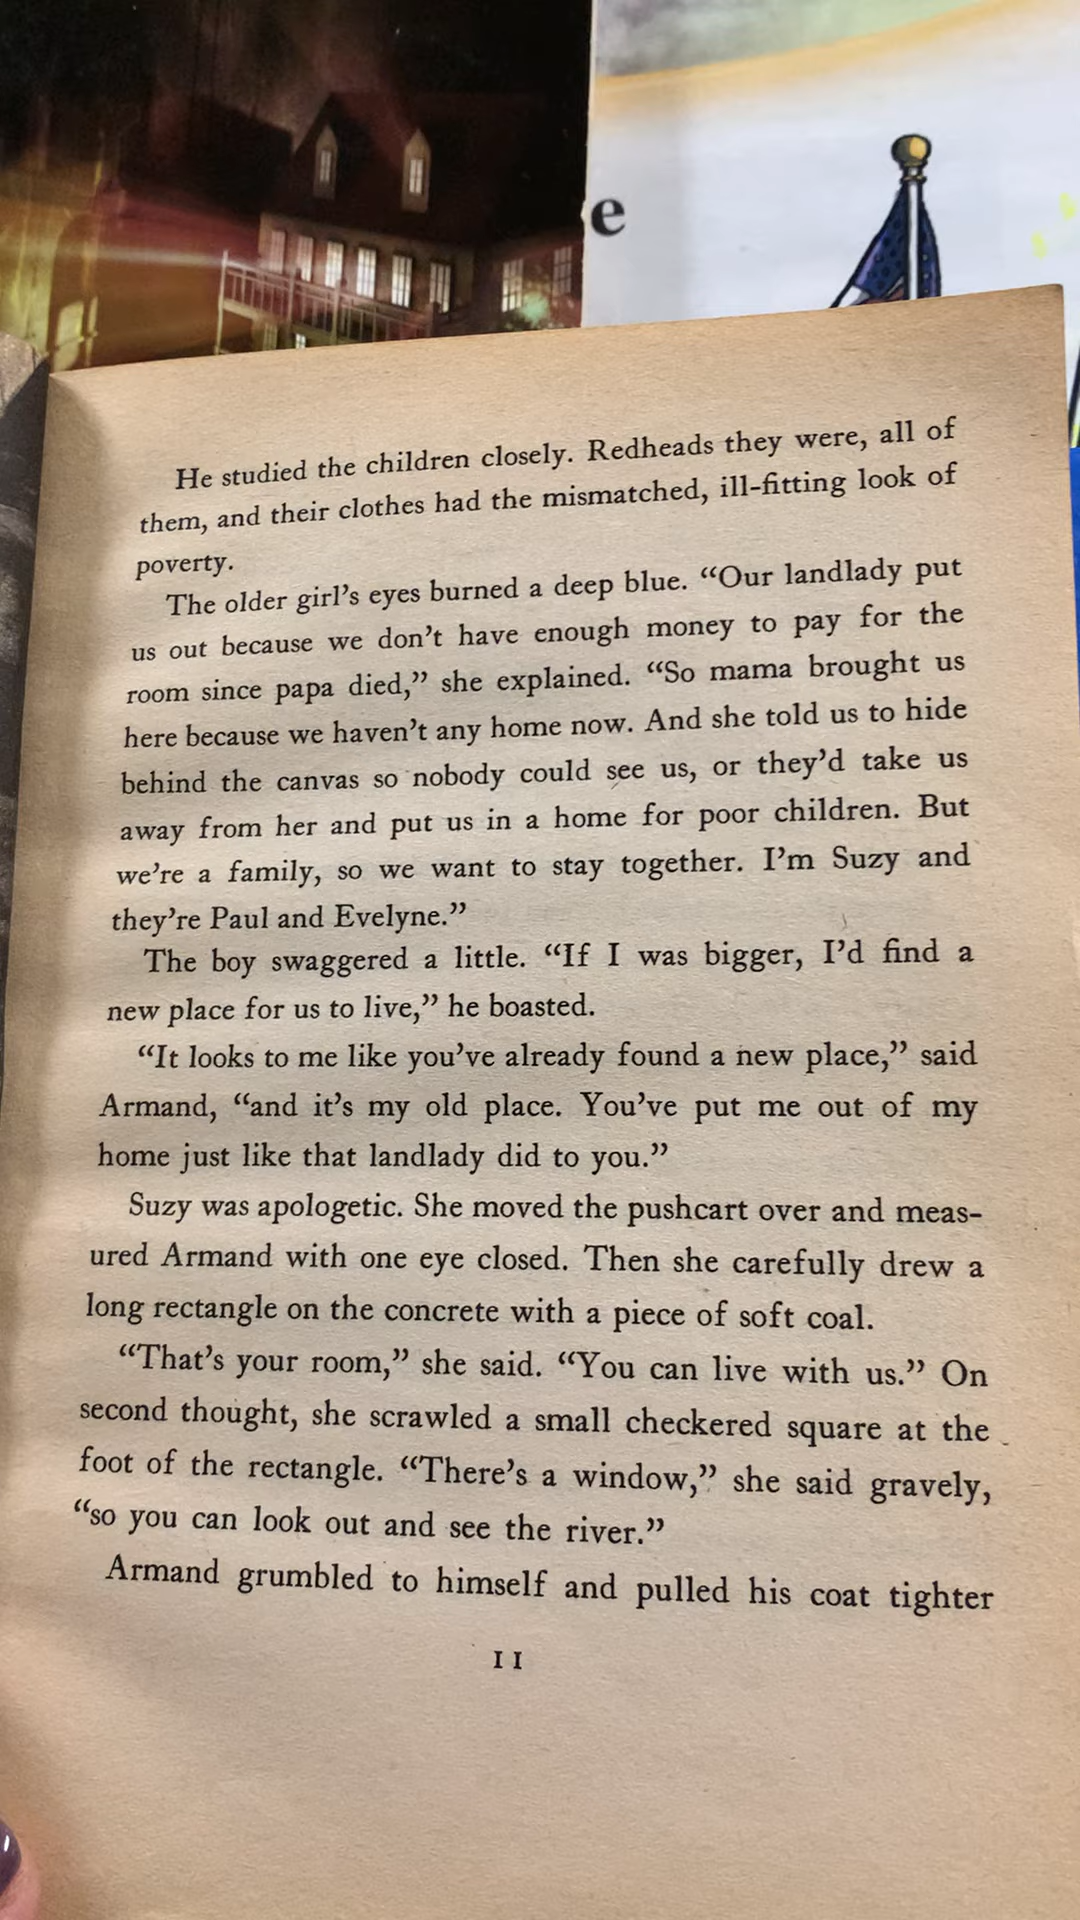 e
He studied the children closely. Redheads they were, all of
them, and their clothes had the mismatched, ill-fitting look of
poverty.
The older girl’s eyes burned a deep blue. “Our landlady put
us out because we don’t have enough money to pay for the
room since papa died,” she explained. “So mama brought us
here because we haven’t any home now. And she told us to hide
behind the canvas so nobody could see us, or they’d take us
away from her and put us in a home for poor children. But
we’re a family, so we want to stay together. I’m Suzy and
they’re Paul and Evelyne.”
The boy swaggered a little. “If I was bigger, I’d find a
new place for us to live,” he boasted.
“It looks to me like you’ve already found a new place,” said
Armand, “and it’s my old place. You’ve put me out of my
home just like that landlady did to you.”
Suzy was apologetic. She moved the pushcart over and meas-
ured Armand with one eye closed. Then she carefully drew a
long rectangle on the concrete with a piece of soft coal.
“That’s your room,” she said. “You can live with us.” On
second thought, she scrawled a small checkered square at the
foot of the rectangle. “There’s a window,” she said gravely,
“so you can look out and see the river.”
Armand grumbled to himself and pulled his coat tighter
11